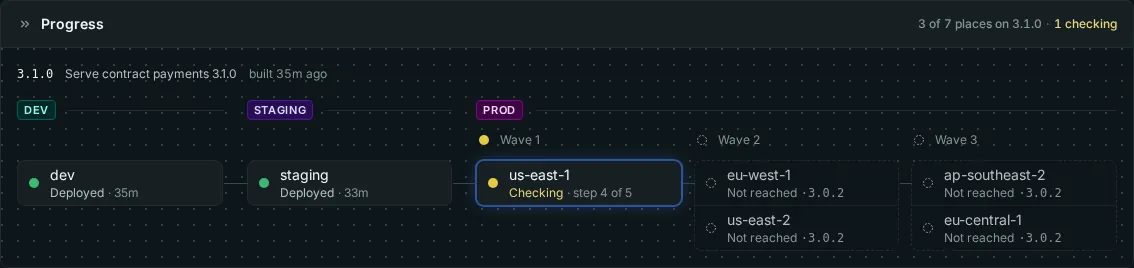 » Progress
3 of 7 places on 3.1.0 · 1 checking
3.1.0 Serve contract payments 3.1.0 built 35m ago
DEV STAGING PROD
Wave 1 Wave 2 Wave 3
dev
Deployed · 35m
staging
Deployed · 33m
us-east-1
Checking · step 4 of 5
eu-west-1
Not reached · 3.0.2
us-east-2
Not reached · 3.0.2
ap-southeast-2
Not reached · 3.0.2
eu-central-1
Not reached · 3.0.2